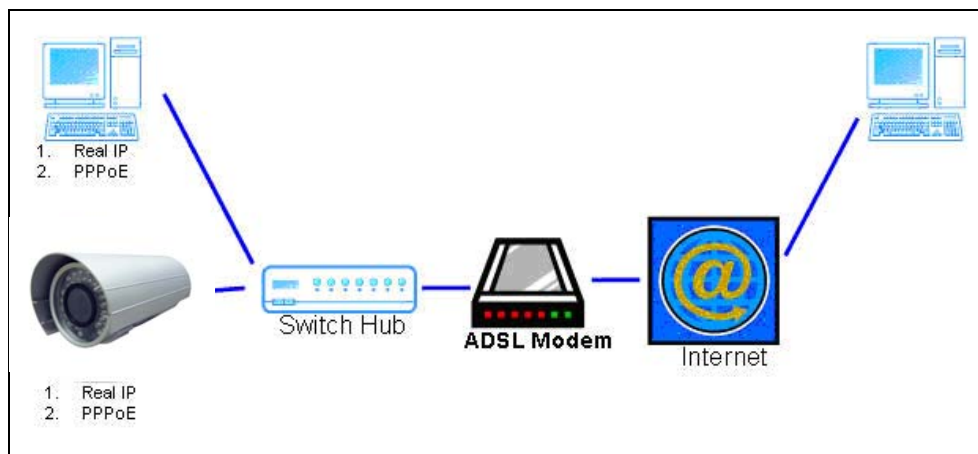 1. Real IP
2. PPPoE
Switch Hub
ADSL Modem
Internet
1. Real IP
2. PPPoE